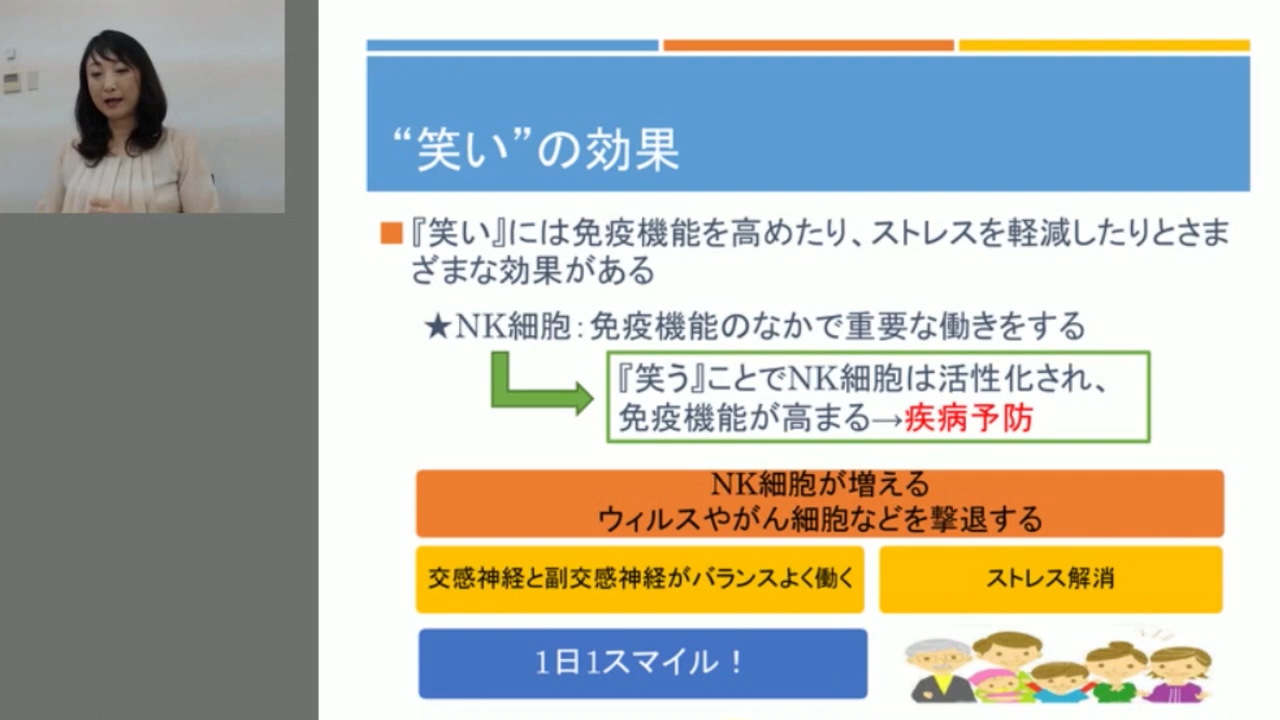 “笑い”の効果
■『笑い』には免疫機能を高めたり、ストレスを軽減したりとさま
ざまな効果がある
★NK細胞：免疫機能のなかで重要な働きをする
『笑う』ことでNK細胞は活性化され、
免疫機能が高まる→疾病予防
NK細胞が増える
ウィルスやがん細胞などを撃退する
交感神経と副交感神経がバランスよく働く
ストレス解消
1日1スマイル！